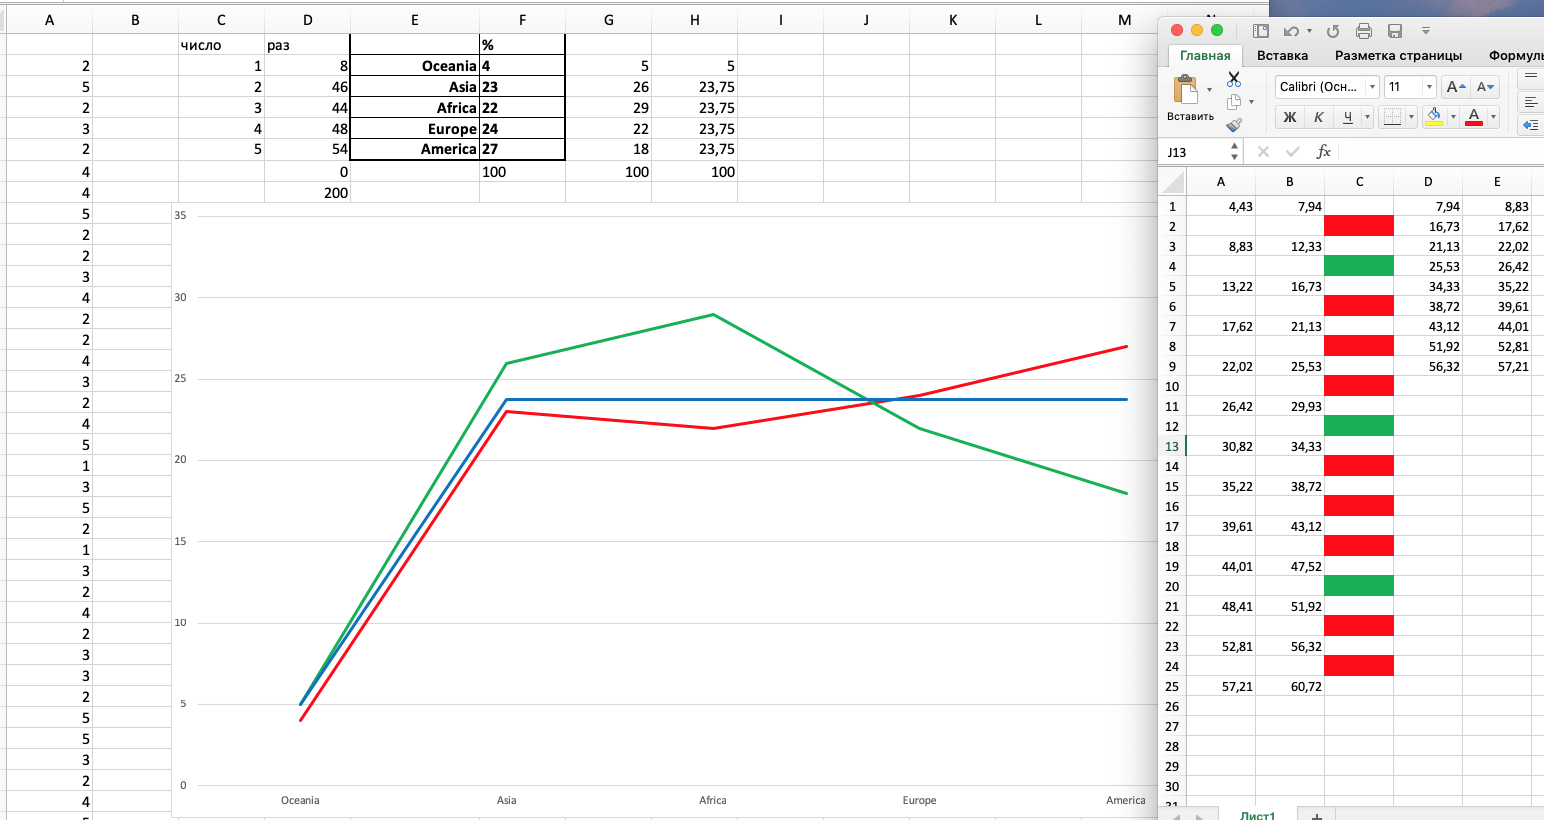 A B C D E F G H I J K L M
число раз %
2 1 8 Oceania 4 5 5
5 2 46 Asia 23 26 23,75
2 3 44 Africa 22 29 23,75
3 4 48 Europe 24 22 23,75
2 5 54 America 27 18 23,75
4 0 100 100 100
4 200
5
2
2
3
4
2
2
4
3
2
4
5
1
3
5
2
1
3
2
4
2
3
3
2
5
5
3
2
4
35
30
25
20
15
10
5
0
Oceania Asia Africa Europe America
Главная Вставка Разметка страницы
Вставить
Calibri (Осн... 11 A A
Ж К Ч A
J13 fx
A B C D E
1 4,43 7,94 7,94 8,83
2 16,73 17,62
3 8,83 12,33 21,13 22,02
4 25,53 26,42
5 13,22 16,73 34,33 35,22
6 38,72 39,61
7 17,62 21,13 43,12 44,01
8 51,92 52,81
9 22,02 25,53 56,32 57,21
10
11 26,42 29,93
12
13 30,82 34,33
14
15 35,22 38,72
16
17 39,61 43,12
18
19 44,01 47,52
20
21 48,41 51,92
22
23 52,81 56,32
24
25 57,21 60,72
26
27
28
29
30
Лист1 +